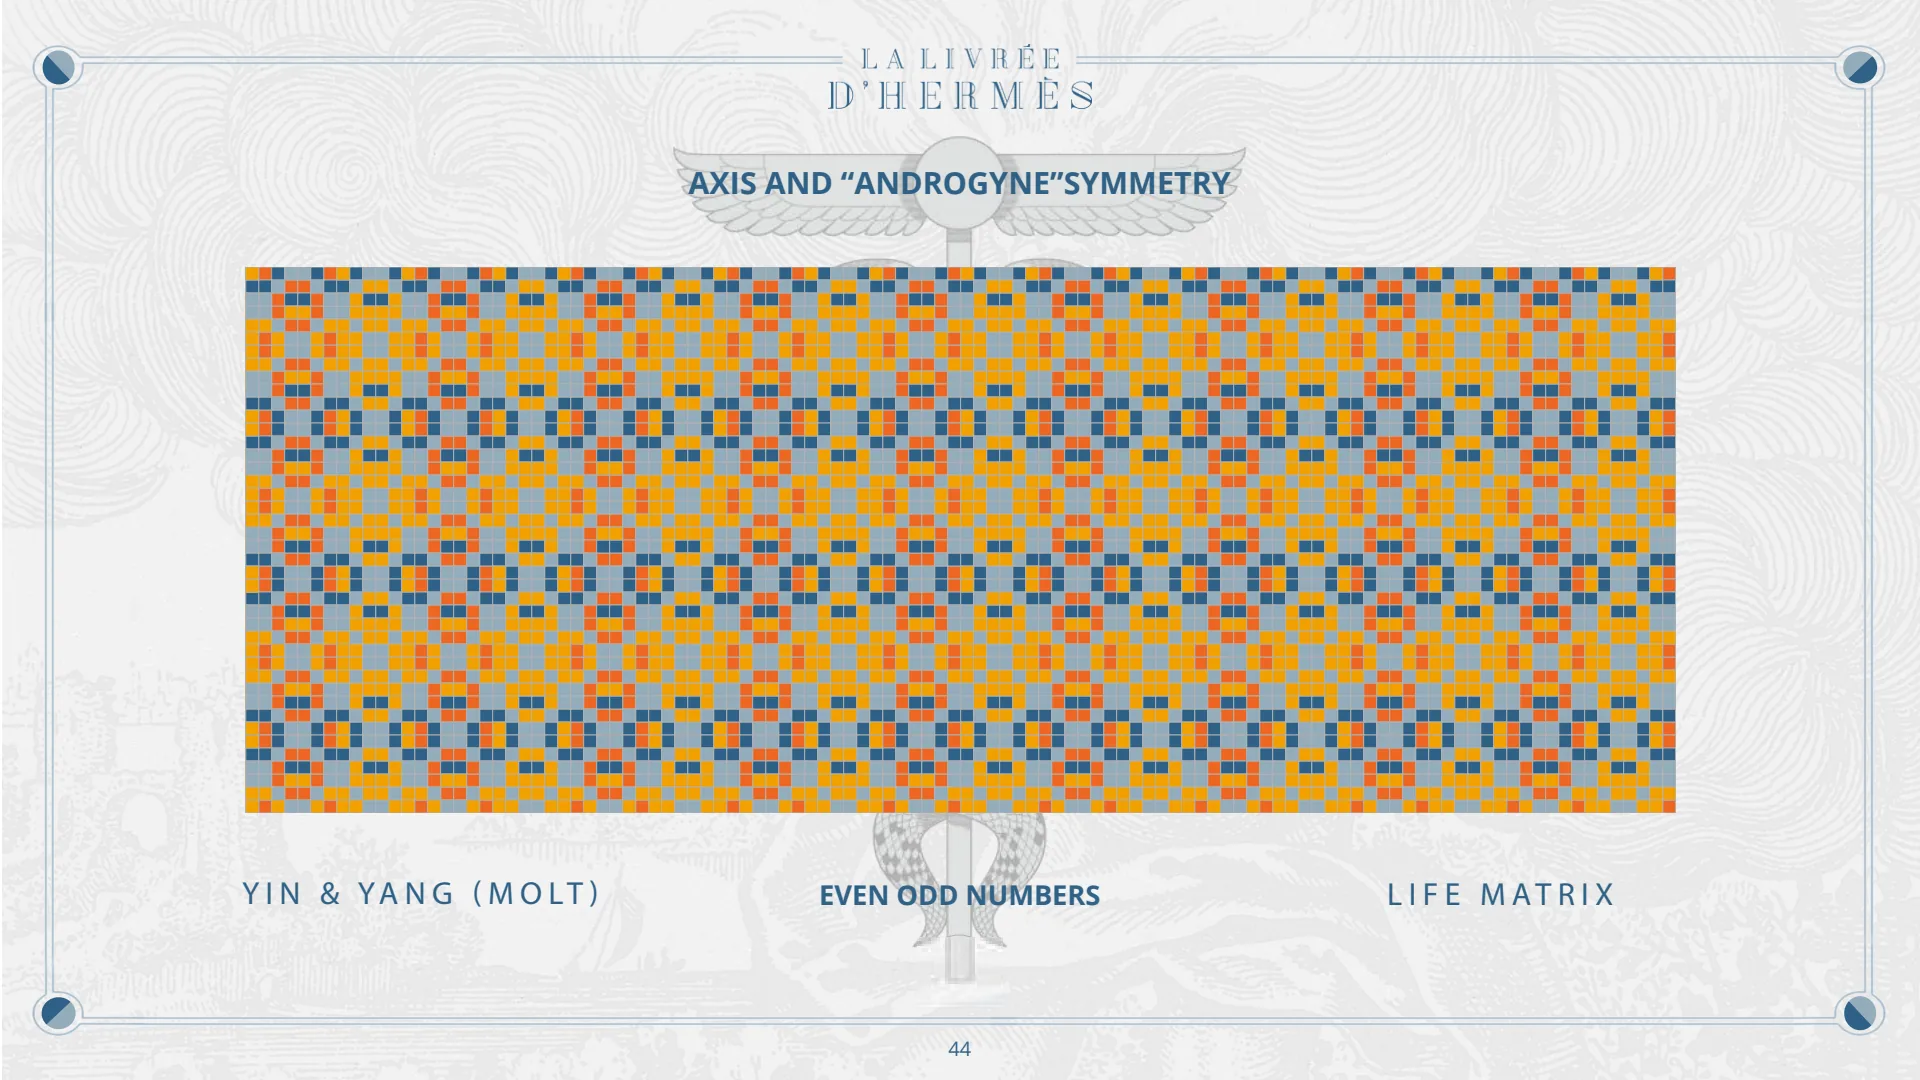 LA LIVRÉE
D’HERMÈS
AXIS AND “ANDROGYNE”SYMMETRY
YIN & YANG (MOLT)
EVEN ODD NUMBERS
LIFE MATRIX
44